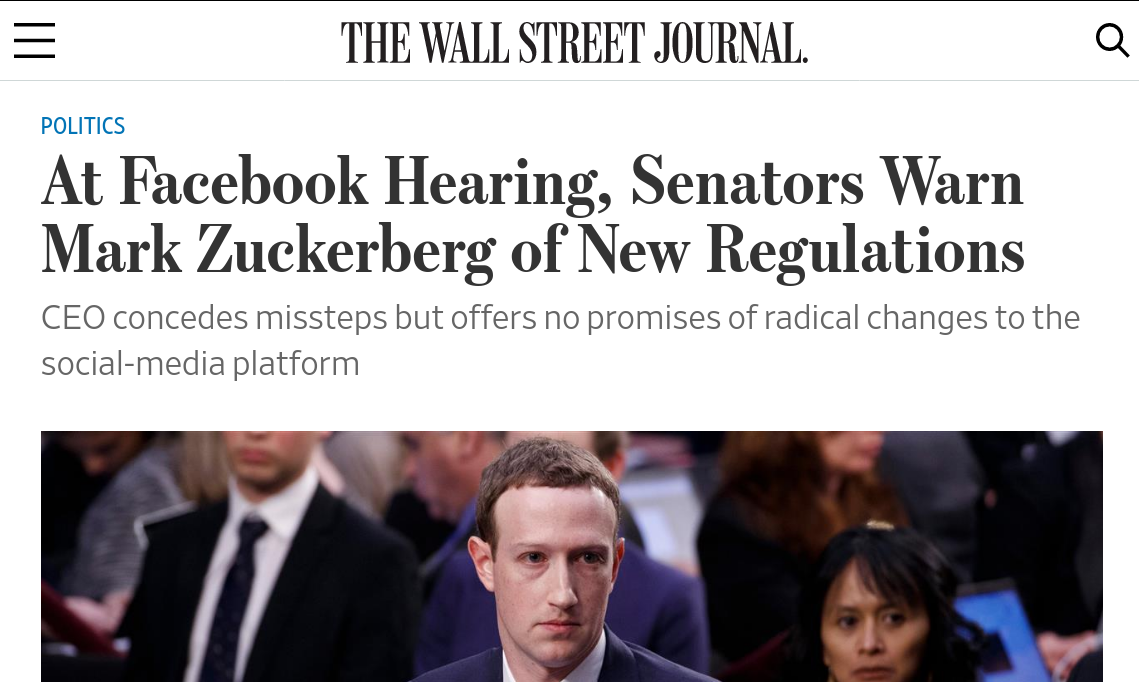 THE WALL STREET JOURNAL.
POLITICS
At Facebook Hearing, Senators Warn
Mark Zuckerberg of New Regulations
CEO concedes missteps but offers no promises of radical changes to the
social-media platform